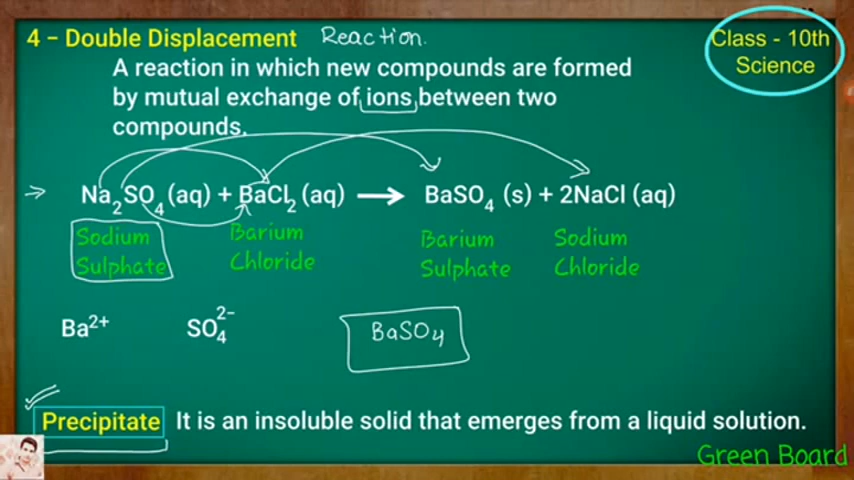 4 – Double Displacement Reaction.
Class - 10th
Science
A reaction in which new compounds are formed
by mutual exchange of ions between two
compounds.
Na₂SO₄ (aq) + BaCl₂ (aq) → BaSO₄ (s) + 2NaCl (aq)
Sodium Sulphate
Barium Chloride
Barium Sulphate
Sodium Chloride
Ba²⁺ SO₄²⁻ BaSO₄
Precipitate It is an insoluble solid that emerges from a liquid solution.
Green Board